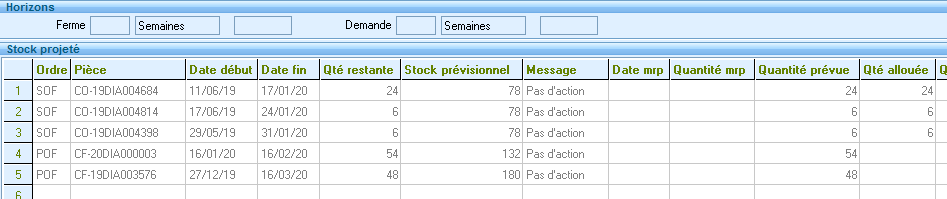 Horizons
Ferme Semaines Demande Semaines
Stock projeté
Ordre Pièce Date début Date fin Qté restante Stock prévisionnel Message Date mrp Quantité mrp Quantité prévue Qté allouée Q
1 SOF CO-19DIA004684 11/06/19 17/01/20 24 78 Pas d'action 24 24
2 SOF CO-19DIA004814 17/06/19 24/01/20 6 78 Pas d'action 6 6
3 SOF CO-19DIA004398 29/05/19 31/01/20 6 78 Pas d'action 6 6
4 POF CF-20DIA000003 16/01/20 16/02/20 54 132 Pas d'action 54
5 POF CF-19DIA003576 27/12/19 16/03/20 48 180 Pas d'action 48
6